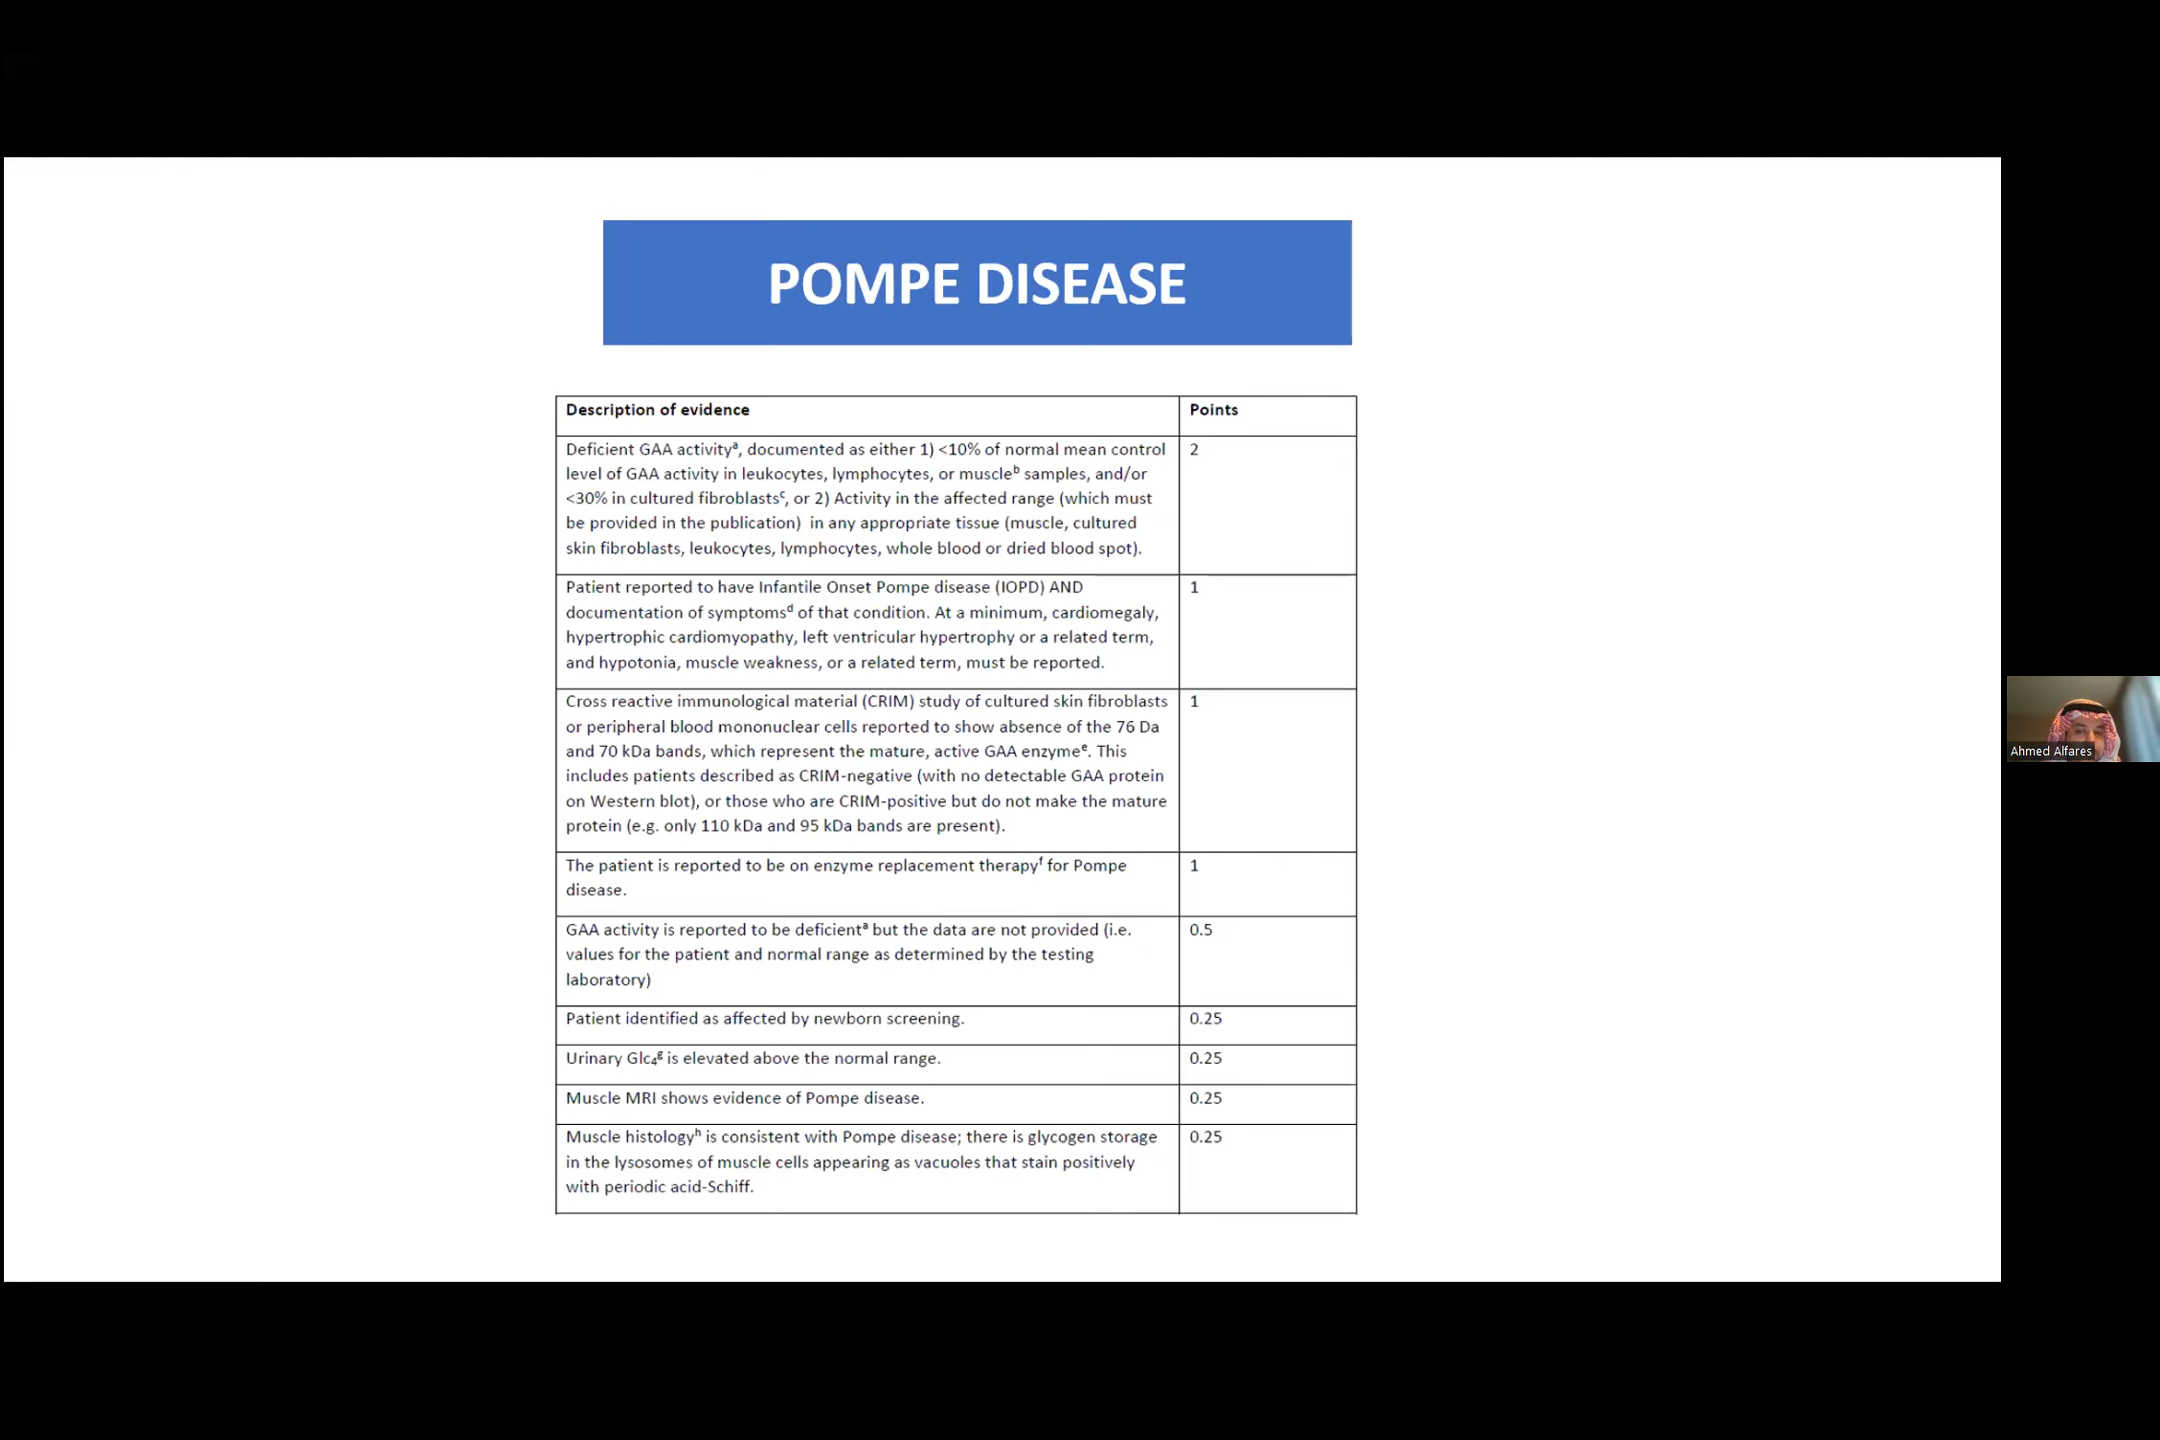 POMPE DISEASE
Description of evidence Points
Deficient GAA activityᵃ, documented as either 1) <10% of normal mean control 2
level of GAA activity in leukocytes, lymphocytes, or muscleᵇ samples, and/or
<30% in cultured fibroblastsᶜ, or 2) Activity in the affected range (which must
be provided in the publication) in any appropriate tissue (muscle, cultured
skin fibroblasts, leukocytes, lymphocytes, whole blood or dried blood spot).
Patient reported to have Infantile Onset Pompe disease (IOPD) AND 1
documentation of symptomsᵈ of that condition. At a minimum, cardiomegaly,
hypertrophic cardiomyopathy, left ventricular hypertrophy or a related term,
and hypotonia, muscle weakness, or a related term, must be reported.
Cross reactive immunological material (CRIM) study of cultured skin fibroblasts 1
or peripheral blood mononuclear cells reported to show absence of the 76 Da
and 70 kDa bands, which represent the mature, active GAA enzymeᵉ. This
includes patients described as CRIM-negative (with no detectable GAA protein
on Western blot), or those who are CRIM-positive but do not make the mature
protein (e.g. only 110 kDa and 95 kDa bands are present).
The patient is reported to be on enzyme replacement therapyᶠ for Pompe 1
disease.
GAA activity is reported to be deficientᵃ but the data are not provided (i.e. 0.5
values for the patient and normal range as determined by the testing
laboratory)
Patient identified as affected by newborn screening. 0.25
Urinary Glc₄ᵍ is elevated above the normal range. 0.25
Muscle MRI shows evidence of Pompe disease. 0.25
Muscle histologyʰ is consistent with Pompe disease; there is glycogen storage 0.25
in the lysosomes of muscle cells appearing as vacuoles that stain positively
with periodic acid-Schiff.
Ahmed Alfares